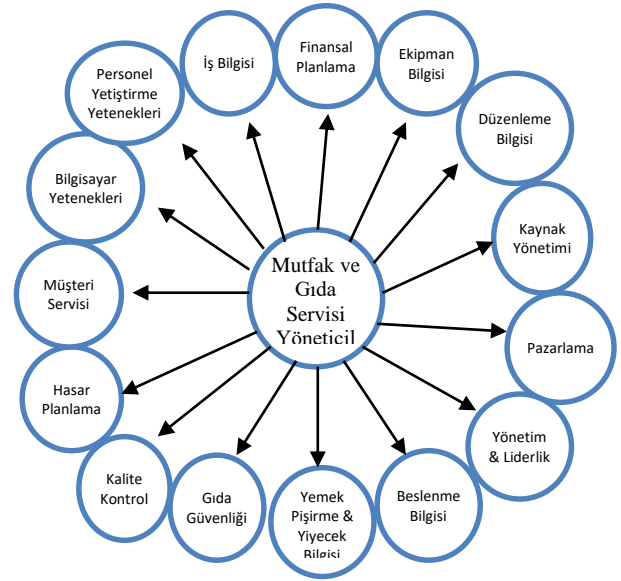 Finansal
Planlama
Ekipman
Bilgisi
Düzenleme
Bilgisi
Kaynak
Yönetimi
Pazarlama
Yönetim
& Liderlik
Beslenme
Bilgisi
Yemek
Pişirme &
Yiyecek
Bilgisi
Gıda
Güvenliği
Kalite
Kontrol
Hasar
Planlama
Müşteri
Servisi
Bilgisayar
Yetenekleri
Personel
Yetiştirme
Yetenekleri
İş Bilgisi
Mutfak ve
Gıda
Servisi
Yöneticil